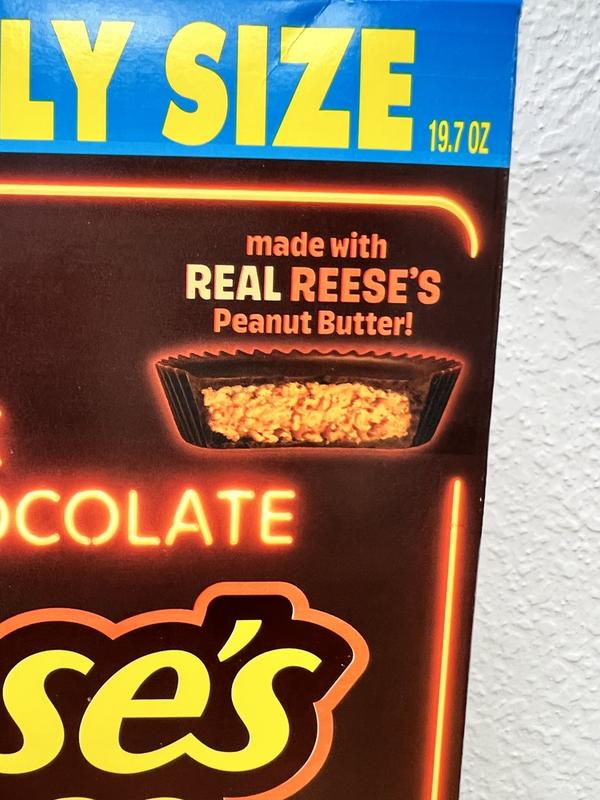 LY SIZE
19.7 OZ
made with
REAL REESE'S
Peanut Butter!
OCOLATE
se's